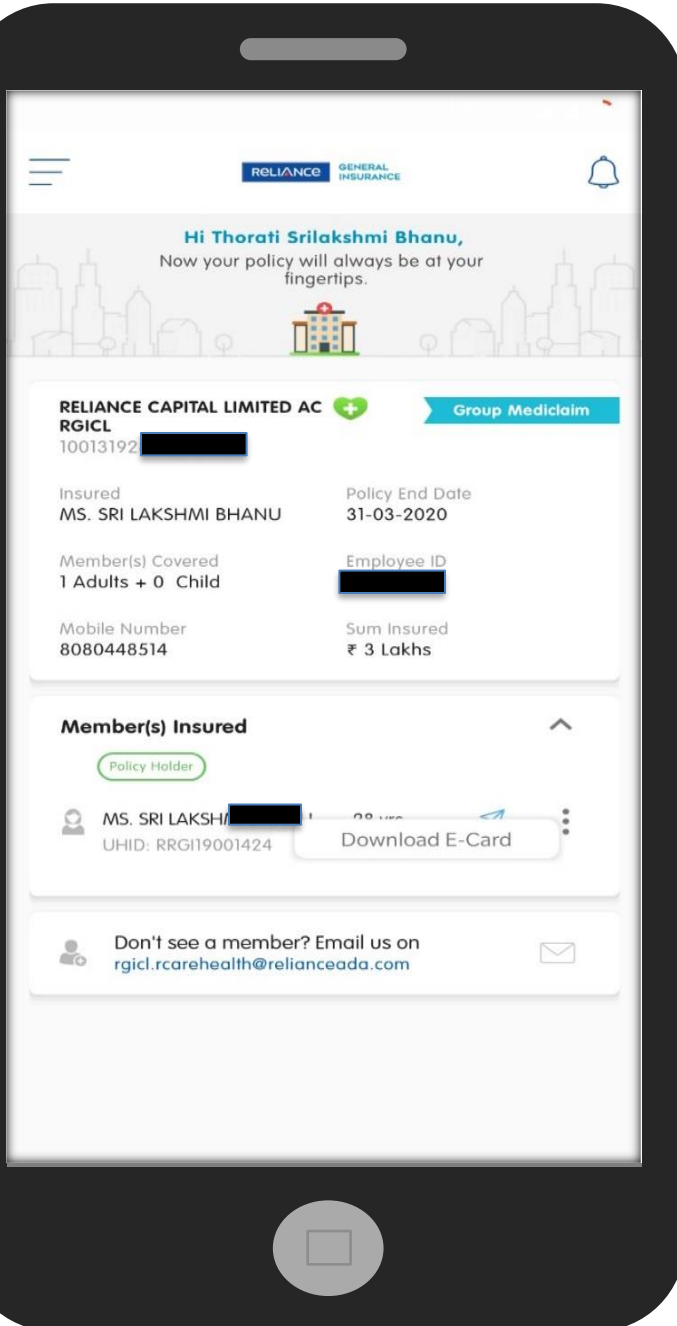 RELIANCE GENERAL INSURANCE
Hi Thorati Srilakshmi Bhanu,
Now your policy will always be at your
fingertips.
RELIANCE CAPITAL LIMITED AC
RGICL
Group Mediclaim
10013192
Insured Policy End Date
MS. SRI LAKSHMI BHANU 31-03-2020
Member(s) Covered Employee ID
1 Adults + 0 Child
Mobile Number Sum Insured
8080448514 ₹ 3 Lakhs
Member(s) Insured
Policy Holder
MS. SRI
UHID: RRGI19001424 Download E-Card
Don't see a member? Email us on
rgicl.rcarehealth@relianceada.com